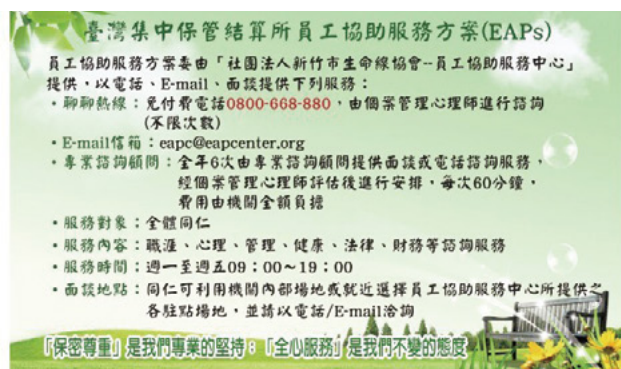 臺灣集中保管結算所員工協助服務方案(EAPs)
員工協助服務方案委由「社團法人新竹市生命線協會--員工協助服務中心」
提供,以電話、E-mail、面談提供下列服務:
・聊聊熱線:免付費電話0800-668-880,由個案管理心理師進行諮詢
(不限次數)
・E-mail信箱:eapc@eapcenter.org
・專業諮詢顧問:全年6次由專業諮詢顧問提供面談或電話諮詢服務,
經個案管理心理師評估後進行安排,每次60分鐘,
費用由機關全額負擔
・服務對象:全體同仁
・服務內容:職涯、心理、管理、健康、法律、財務等諮詢服務
・服務時間:週一至週五09:00~19:00
・面談地點:同仁可利用機關內部場地或就近選擇員工協助服務中心所提供之
各駐點場地,並請以電話/E-mail洽詢
「保密尊重」是我們專業的堅持;「全心服務」是我們不變的態度